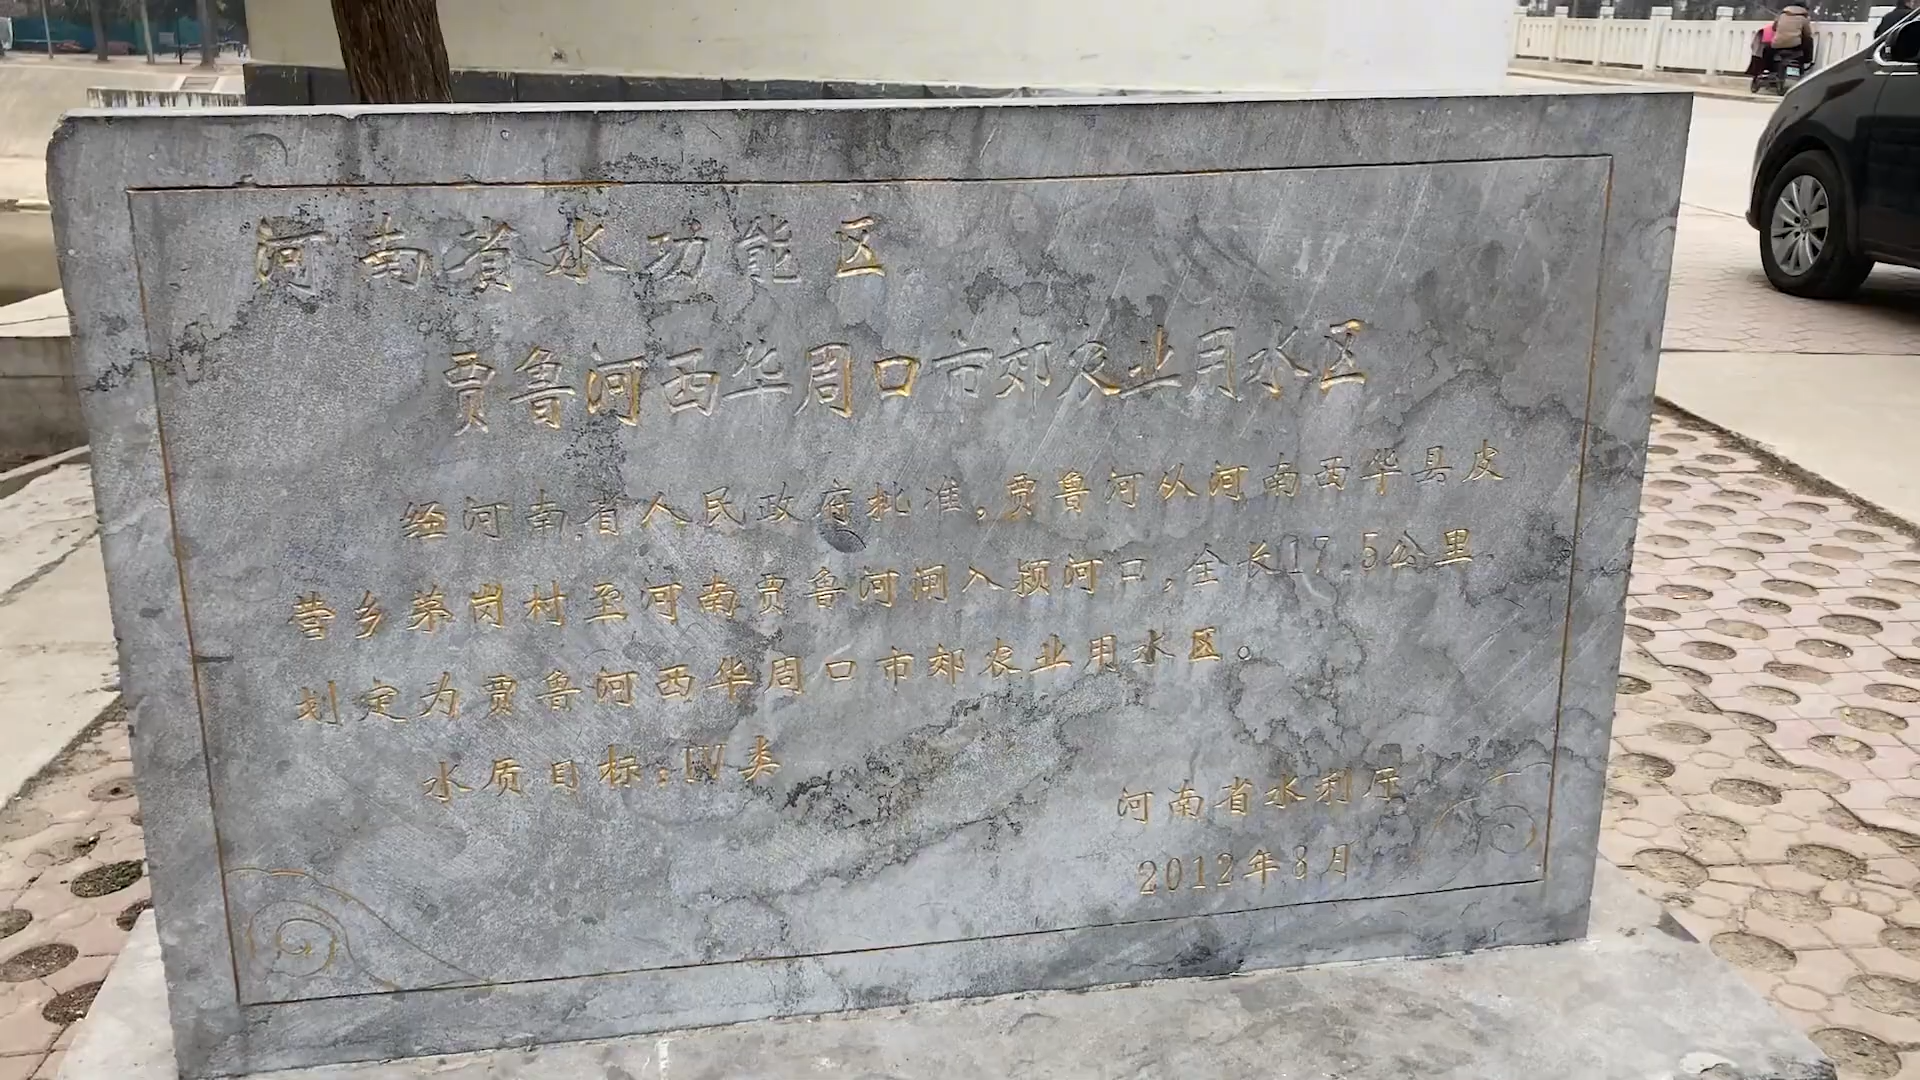 河南省水功能区
贾鲁河西华周口市郊农业用水区
经河南省人民政府批准，贾鲁河从河南西华县皮
营乡茅岗村至河南贾鲁河闸入颍河口，全长17.5公里
划定为贾鲁河西华周口市郊农业用水区。
水质目标：IV类
河南省水利厅
2012年8月